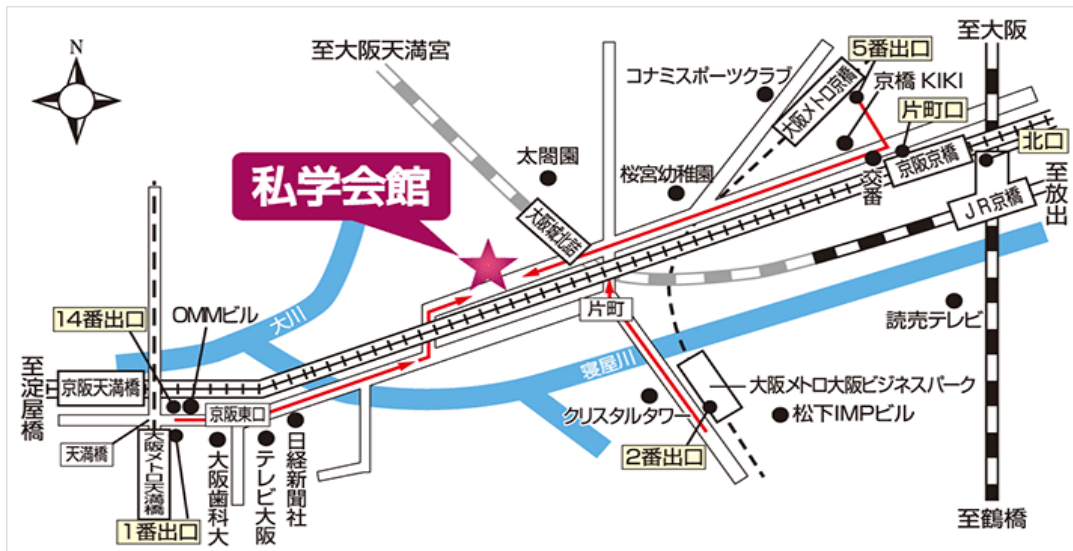 N
至大阪天満宮
コナミスポーツクラブ
5番出口
至大阪
大阪メトロ京橋
京橋 KIKI
片町口
北口
太閤園
桜宮幼稚園
交番
京阪京橋
至放出
JR京橋
私学会館
大阪城北詰
14番出口
OMMビル
大川
片町
読売テレビ
寝屋川
至淀屋橋
京阪天満橋
京阪東口
大阪メトロ大阪ビジネスパーク
クリスタルタワー
松下IMPビル
天満橋
大阪メトロ天満橋
大阪歯科大
テレビ大阪
日経新聞社
2番出口
1番出口
至鶴橋